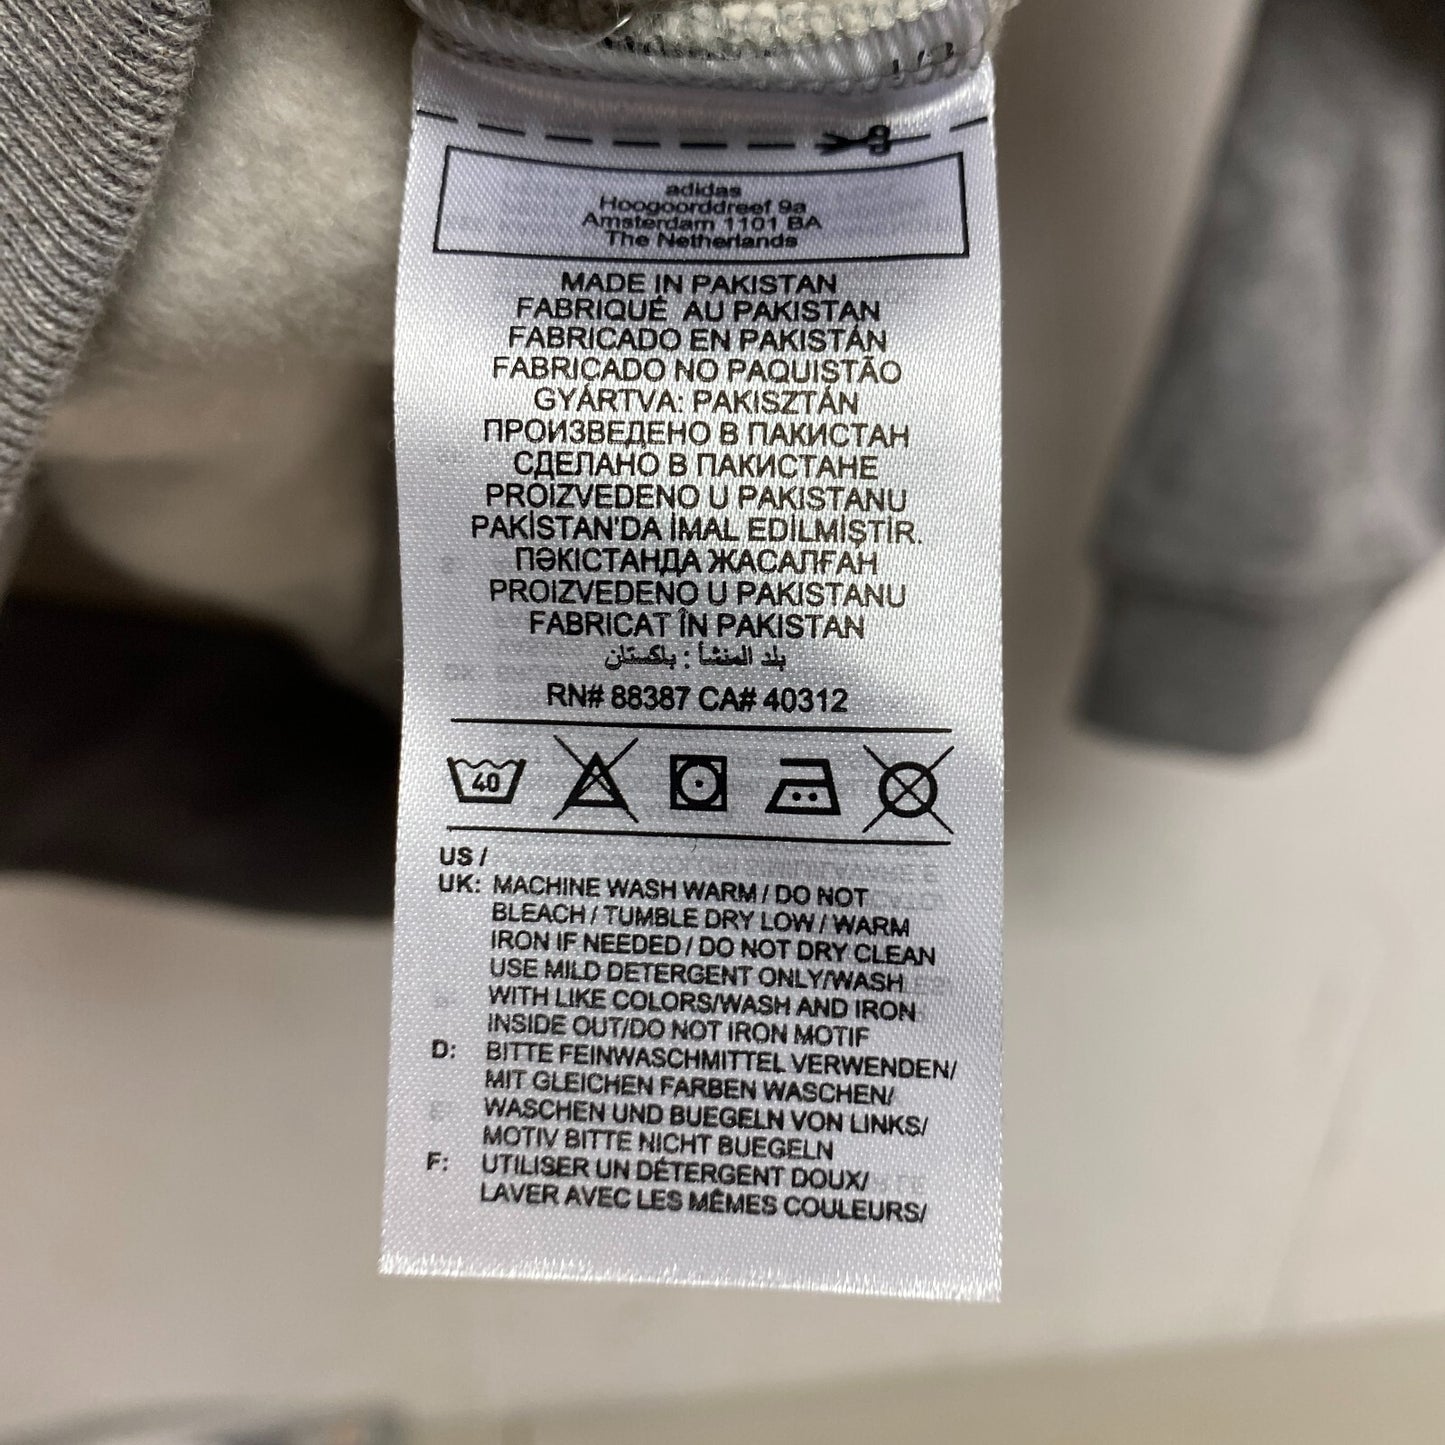 adidas
Hoogoorddreef 9a
Amsterdam 1101 BA
The Netherlands
MADE IN PAKISTAN
FABRIQUÉ AU PAKISTAN
FABRICADO EN PAKISTÁN
FABRICADO NO PAQUISTÃO
GYÁRTVA: PAKISZTÁN
ПРОИЗВЕДЕНО В ПАКИСТАН
СДЕЛАНО В ПАКИСТАНЕ
PROIZVEDENO U PAKISTANU
PAKİSTAN'DA İMAL EDİLMİŞTİR.
ПӘКІСТАНДА ЖАСАЛҒАН
PROIZVEDENO U PAKISTANU
FABRICAT ÎN PAKISTAN
بلد المنشأ : باكستان
RN# 88387 CA# 40312
40
US /
UK: MACHINE WASH WARM / DO NOT
BLEACH / TUMBLE DRY LOW / WARM
IRON IF NEEDED / DO NOT DRY CLEAN
USE MILD DETERGENT ONLY/WASH
WITH LIKE COLORS/WASH AND IRON
INSIDE OUT/DO NOT IRON MOTIF
D: BITTE FEINWASCHMITTEL VERWENDEN/
MIT GLEICHEN FARBEN WASCHEN/
WASCHEN UND BUEGELN VON LINKS/
MOTIV BITTE NICHT BUEGELN
F: UTILISER UN DÉTERGENT DOUX/
LAVER AVEC LES MÊMES COULEURS/